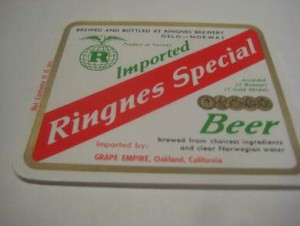 BREWED AND BOTTLED AT RINGNES BREWERY
OSLO - NORWAY
Product of Norway
R
Imported
Ringnes Special
Awarded
Beer
brewed from choicest ingredients
and clear Norwegian water
Imported by:
GRAPE EMPIRE, Oakland, California